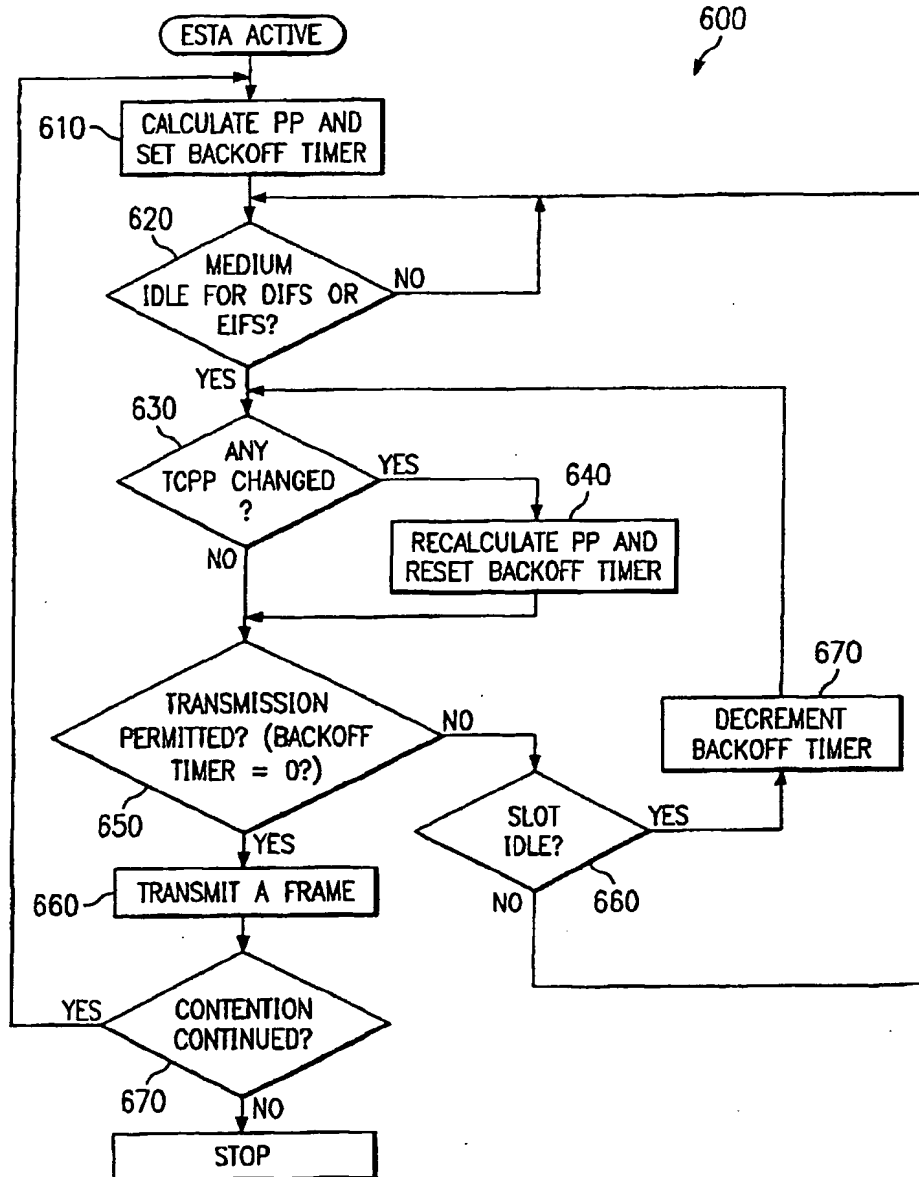 ESTA ACTIVE
600
610
CALCULATE PP AND
SET BACKOFF TIMER
620
MEDIUM
IDLE FOR DIFS OR
EIFS?
NO
YES
630
ANY
TCPP CHANGED
?
YES
NO
640
RECALCULATE PP AND
RESET BACKOFF TIMER
TRANSMISSION
PERMITTED? (BACKOFF
TIMER = 0?)
NO
650
YES
670
DECREMENT
BACKOFF TIMER
SLOT
IDLE?
YES
NO
660
660
TRANSMIT A FRAME
CONTENTION
CONTINUED?
YES
670
NO
STOP